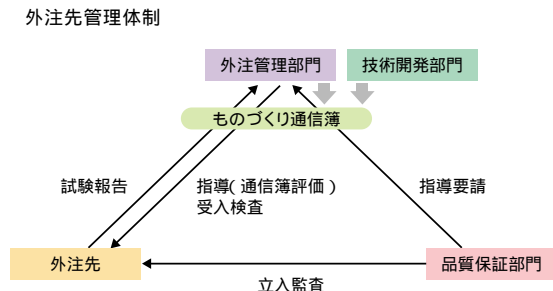 外注先管理体制
外注管理部門
技術開発部門
ものづくり通信簿
試験報告
指導(通信簿評価)
受入検査
指導要請
外注先
品質保証部門
立入監査